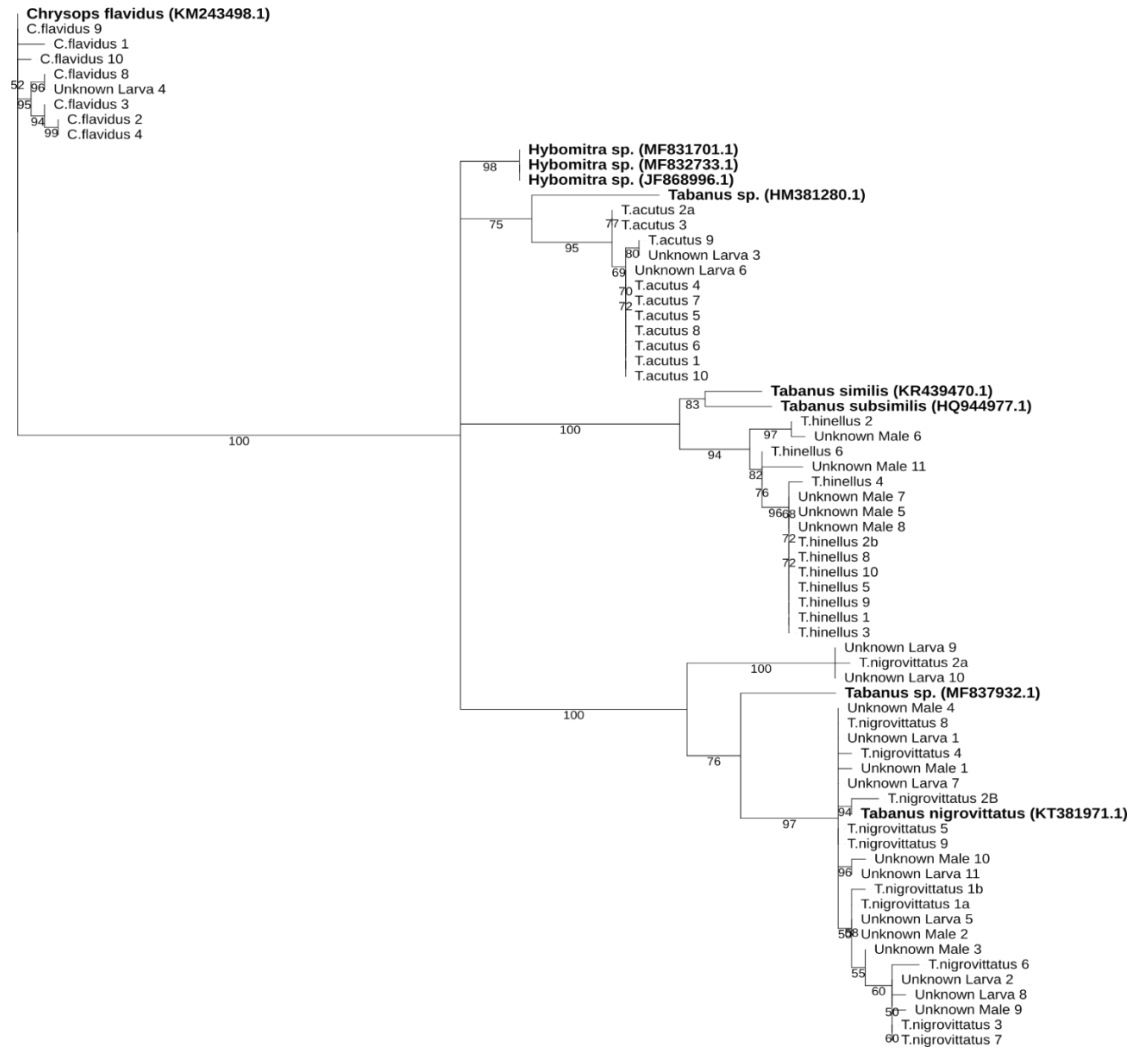 Chrysops flavidus (KM243498.1)
C.flavidus 9
C.flavidus 1
C.flavidus 10
C.flavidus 8
52
96
Unknown Larva 4
95
C.flavidus 3
94
C.flavidus 2
99
C.flavidus 4
Hybomitra sp. (MF831701.1)
98
Hybomitra sp. (MF832733.1)
Hybomitra sp. (JF868996.1)
Tabanus sp. (HM381280.1)
T.acutus 2a
75
77
T.acutus 3
95
T.acutus 9
80
Unknown Larva 3
69
Unknown Larva 6
70
T.acutus 4
72
T.acutus 7
T.acutus 5
T.acutus 8
T.acutus 6
T.acutus 1
T.acutus 10
Tabanus similis (KR439470.1)
83
Tabanus subsimilis (HQ944977.1)
T.hinellus 2
100
100
97
Unknown Male 6
94
T.hinellus 6
82
Unknown Male 11
76
T.hinellus 4
Unknown Male 7
96
68
Unknown Male 5
Unknown Male 8
72
T.hinellus 2b
72
T.hinellus 8
T.hinellus 10
T.hinellus 5
T.hinellus 9
T.hinellus 1
T.hinellus 3
Unknown Larva 9
100
T.nigrovittatus 2a
Unknown Larva 10
Tabanus sp. (MF837932.1)
100
Unknown Male 4
T.nigrovittatus 8
Unknown Larva 1
76
T.nigrovittatus 4
Unknown Male 1
Unknown Larva 7
T.nigrovittatus 2B
97
94
Tabanus nigrovittatus (KT381971.1)
T.nigrovittatus 5
T.nigrovittatus 9
Unknown Male 10
96
Unknown Larva 11
T.nigrovittatus 1b
T.nigrovittatus 1a
Unknown Larva 5
Unknown Male 2
Unknown Male 3
55
T.nigrovittatus 6
60
Unknown Larva 2
Unknown Larva 8
50
Unknown Male 9
T.nigrovittatus 3
60
T.nigrovittatus 7